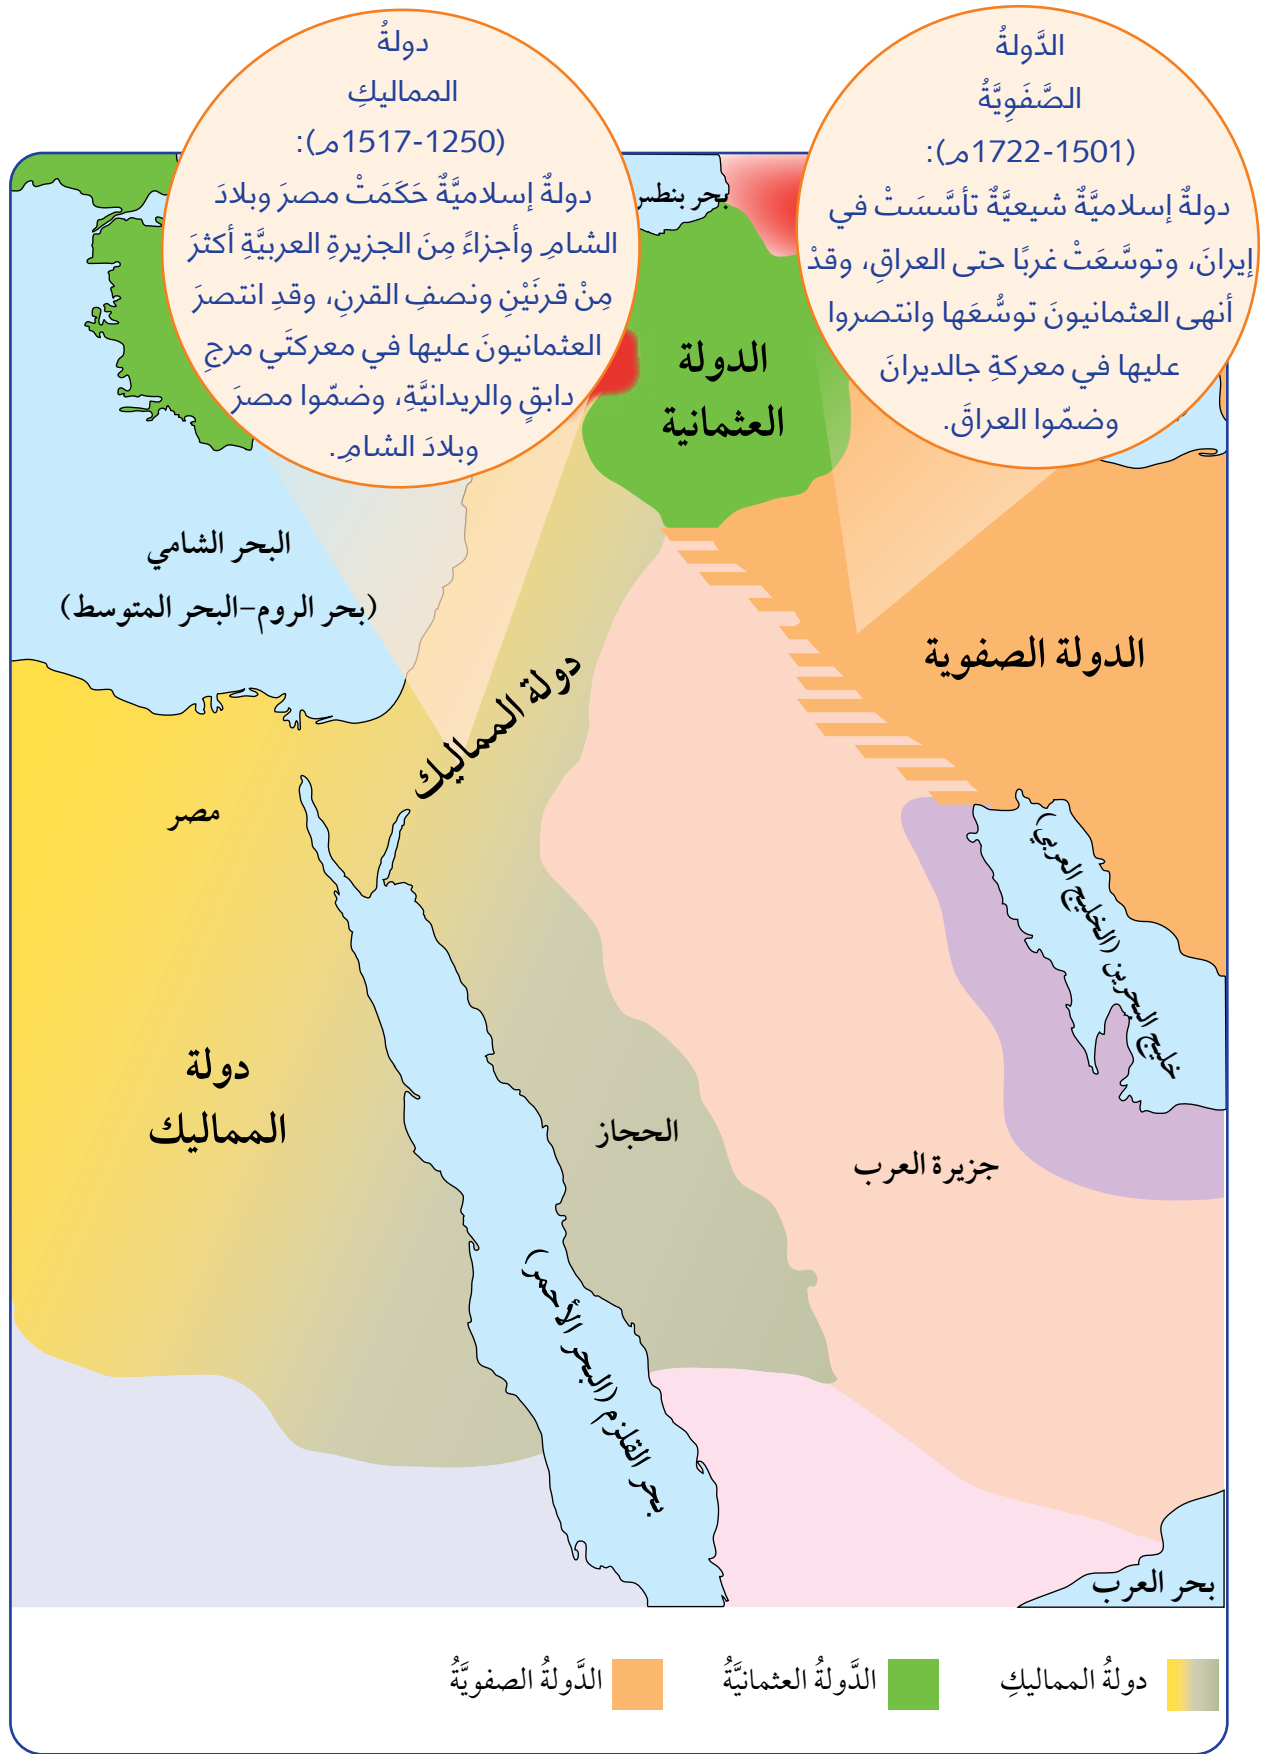 الدَّولةُ
الصَّفَوِيَّةُ
(1501-1722م):
دولةٌ إسلاميَّةٌ شيعيَّةٌ تأسَّسَتْ في
إيرانَ، وتوسَّعَتْ غربًا حتى العراقِ، وقدْ
أنهى العثمانيونَ توسُّعَها وانتصروا
عليها في معركةِ جالديرانَ
وضمّوا العراقَ.
دولةُ
المماليكِ
(1250-1517م):
دولةٌ إسلاميَّةٌ حَكَمَتْ مصرَ وبلادَ
الشامِ وأجزاءً مِنَ الجزيرةِ العربيَّةِ أكثرَ
مِنْ قرنَيْنِ ونصفِ القرنِ، وقدِ انتصرَ
العثمانيونَ عليها في معركتَي مرجِ
دابقٍ والريدانيَّةِ، وضمّوا مصرَ
وبلادَ الشامِ.
بحر بنطس
الدولة
العثمانية
البحر الشامي
(بحر الروم-البحر المتوسط)
الدولة الصفوية
دولة المماليك
مصر
خليج البحرين (الخليج العربي)
دولة
المماليك
الحجاز
جزيرة العرب
بحر القلزم (البحر الأحمر)
بحر العرب
دولةُ المماليكِ
الدَّولةُ العثمانيَّةُ
الدَّولةُ الصفويَّةُ